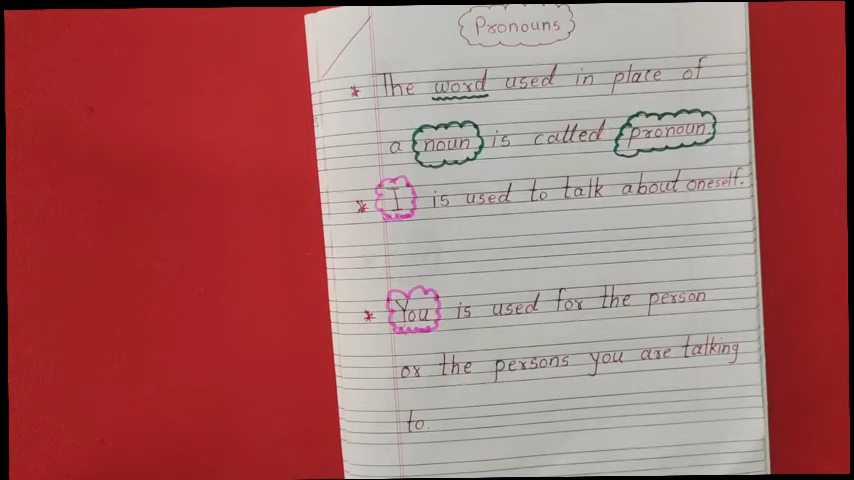 Pronouns
* The word used in place of
a noun is called pronoun
* I is used to talk about oneself.
* You is used for the person
or the persons you are talking
to.